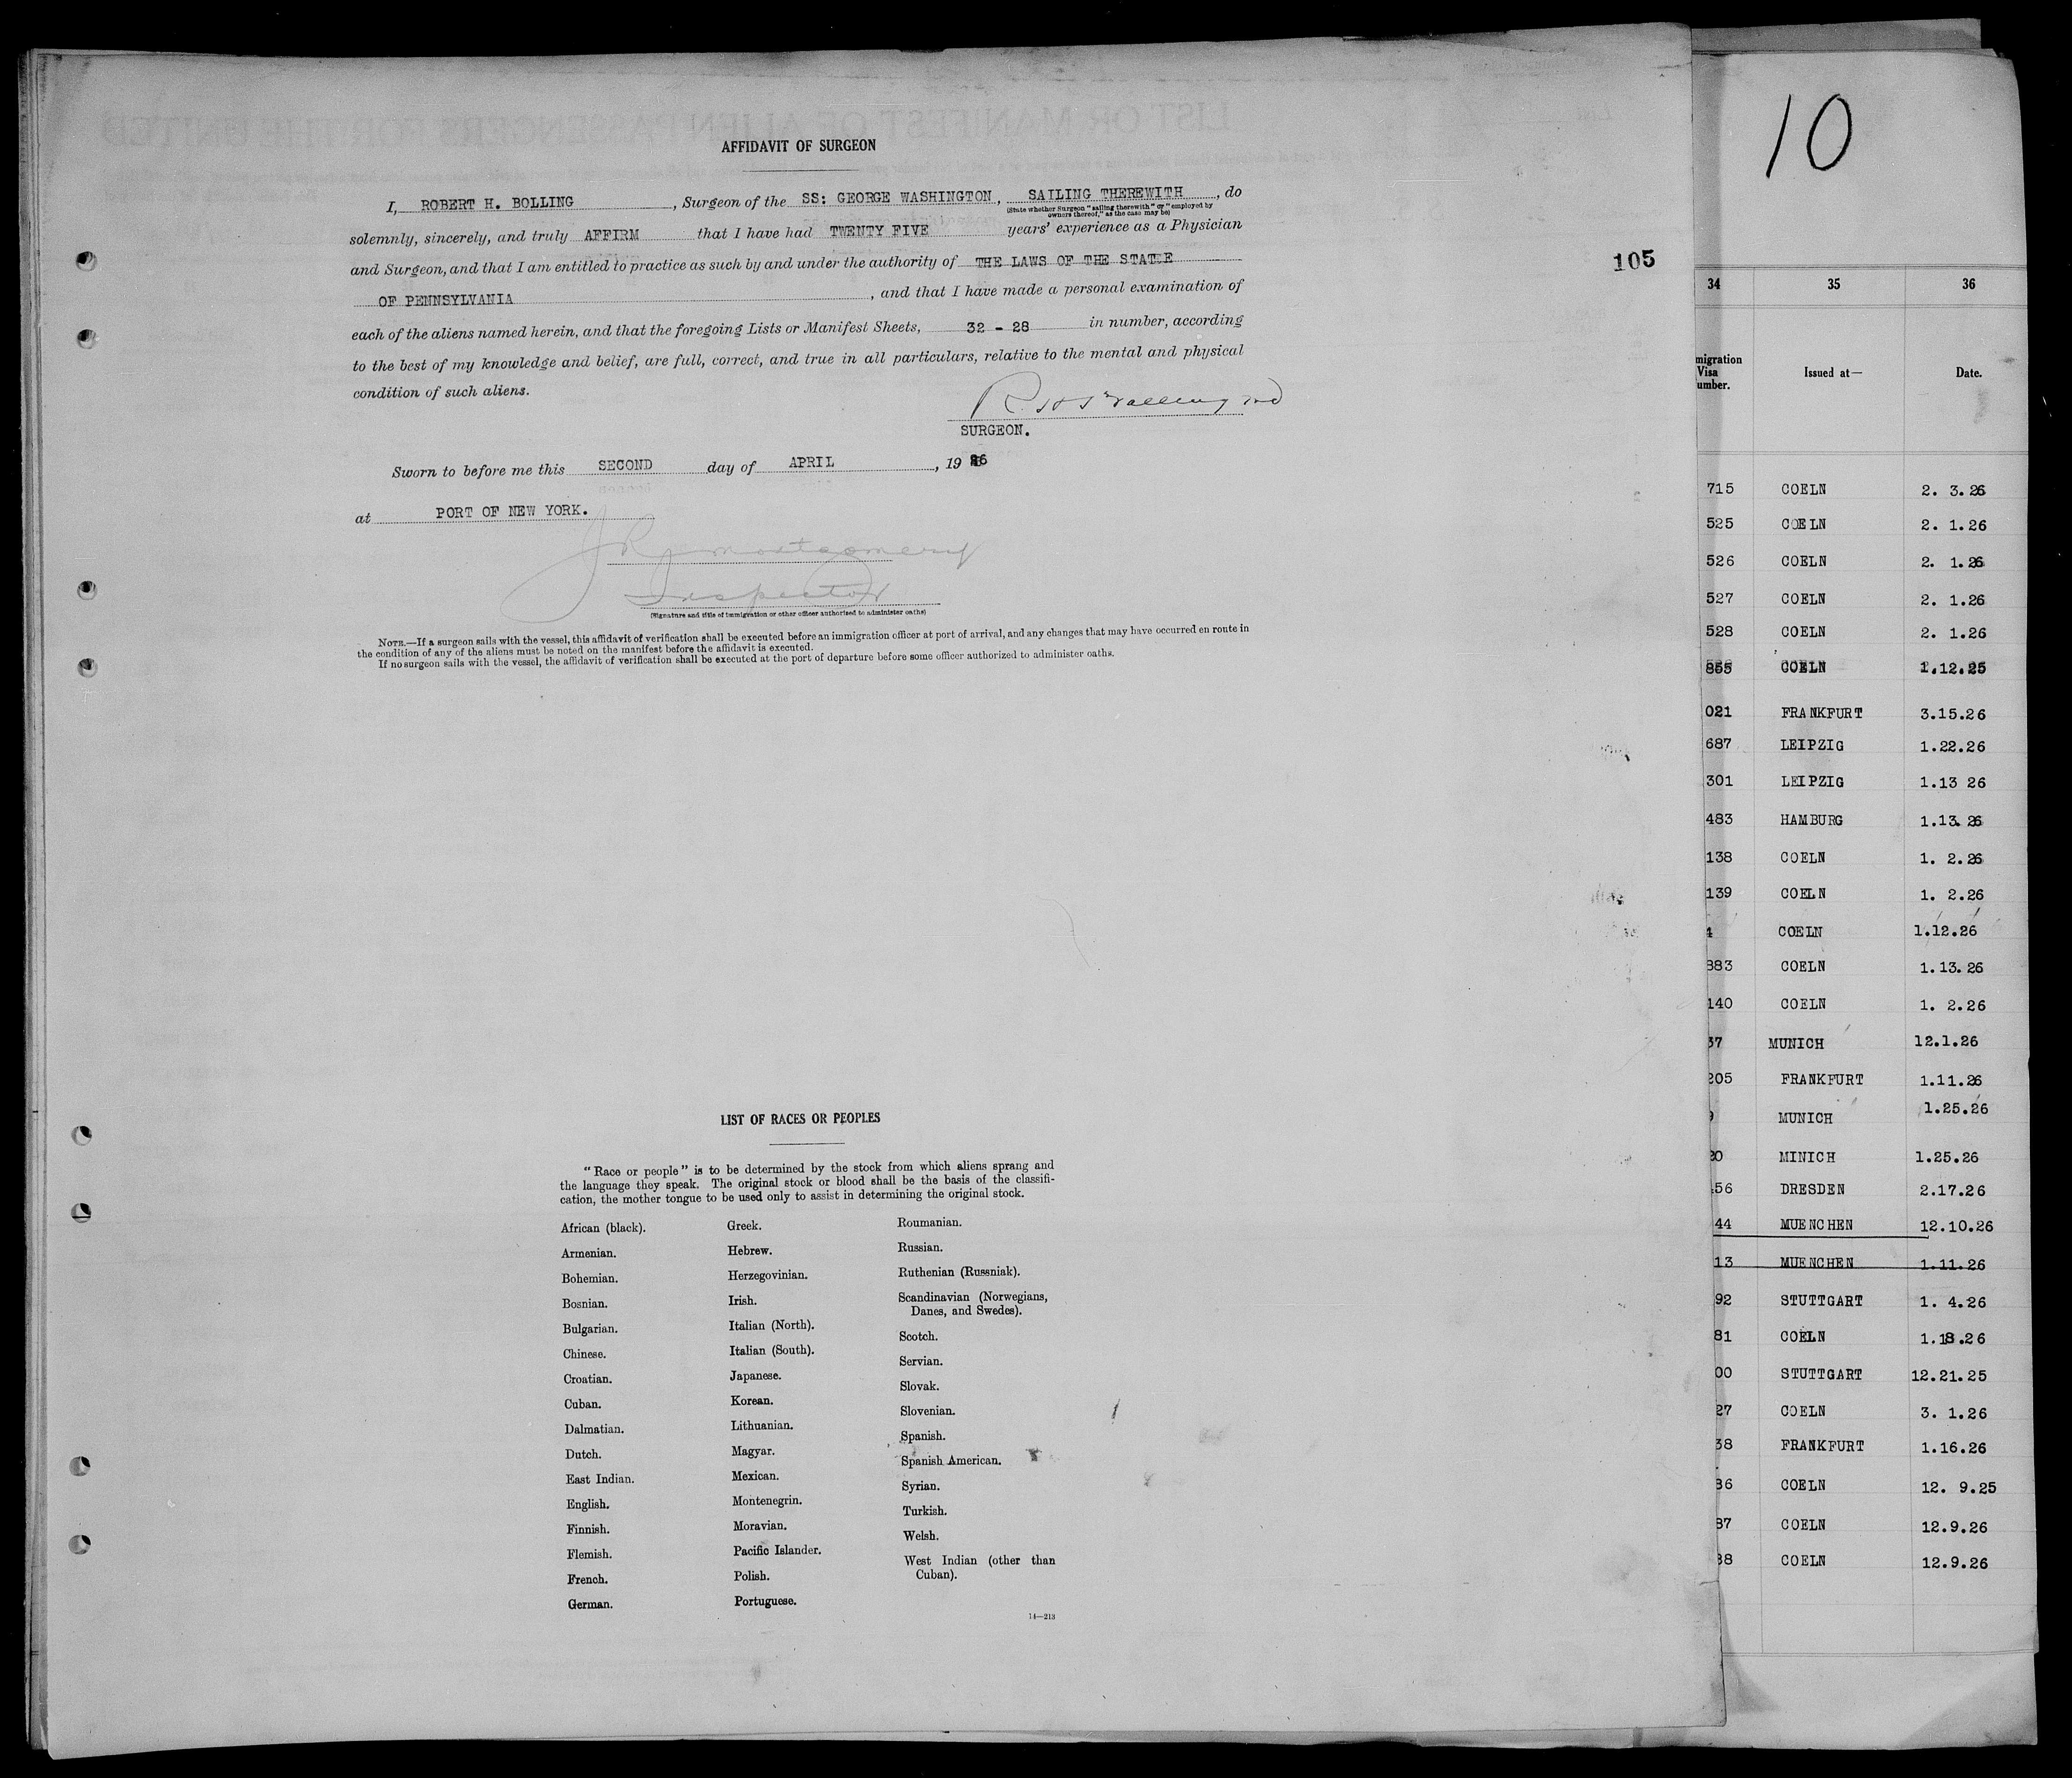 AFFIDAVIT OF SURGEON
I, ROBERT H. BOLLING, Surgeon of the SS: GEORGE WASHINGTON, SAILING THEREWITH, do
(State whether Surgeon "sailing therewith" or "employed by
owners thereof," as the case may be)
solemnly, sincerely, and truly AFFIRM that I have had TWENTY FIVE years' experience as a Physician
and Surgeon, and that I am entitled to practice as such by and under the authority of THE LAWS OF THE STATE
OF PENNSYLVANIA, and that I have made a personal examination of
each of the aliens named herein, and that the foregoing Lists or Manifest Sheets, 32 - 28 in number, according
to the best of my knowledge and belief, are full, correct, and true in all particulars, relative to the mental and physical
condition of such aliens.
R. H. Bolling MD
SURGEON.
Sworn to before me this SECOND day of APRIL, 1926
at PORT OF NEW YORK.
J R Montgomery
Inspector
(Signature and title of immigration or other officer authorized to administer oaths)
NOTE.—If a surgeon sails with the vessel, this affidavit of verification shall be executed before an immigration officer at port of arrival, and any changes that may have occurred en route in
the condition of any of the aliens must be noted on the manifest before the affidavit is executed.
If no surgeon sails with the vessel, the affidavit of verification shall be executed at the port of departure before some officer authorized to administer oaths.
105
LIST OF RACES OR PEOPLES
"Race or people" is to be determined by the stock from which aliens sprang and
the language they speak. The original stock or blood shall be the basis of the classifi-
cation, the mother tongue to be used only to assist in determining the original stock.
African (black).
Armenian.
Bohemian.
Bosnian.
Bulgarian.
Chinese.
Croatian.
Cuban.
Dalmatian.
Dutch.
East Indian.
English.
Finnish.
Flemish.
French.
German.
Greek.
Hebrew.
Herzegovinian.
Irish.
Italian (North).
Italian (South).
Japanese.
Korean.
Lithuanian.
Magyar.
Mexican.
Montenegrin.
Moravian.
Pacific Islander.
Polish.
Portuguese.
Roumanian.
Russian.
Ruthenian (Russniak).
Scandinavian (Norwegians,
Danes, and Swedes).
Scotch.
Servian.
Slovak.
Slovenian.
Spanish.
Spanish American.
Syrian.
Turkish.
Welsh.
West Indian (other than
Cuban).
14—213
10
34 35 36
migration
Visa
umber.
Issued at— Date.
715 COELN 2. 3.26
525 COELN 2. 1.26
526 COELN 2. 1.26
527 COELN 2. 1.26
528 COELN 2. 1.26
COELN 1.12.25
021 FRANKFURT 3.15.26
687 LEIPZIG 1.22.26
301 LEIPZIG 1.13 26
483 HAMBURG 1.13.26
138 COELN 1. 2.26
139 COELN 1. 2.26
4 COELN 1.12.26
383 COELN 1.13.26
140 COELN 1. 2.26
37 MUNICH 12.1.26
205 FRANKFURT 1.11.26
MUNICH 1.25.26
20 MINICH 1.25.26
56 DRESDEN 2.17.26
44 MUENCHEN 12.10.26
13 MUENCHEN 1.11.26
92 STUTTGART 1. 4.26
81 COELN 1.18.26
00 STUTTGART 12.21.25
27 COELN 3. 1.26
38 FRANKFURT 1.16.26
36 COELN 12. 9.25
87 COELN 12.9.26
38 COELN 12.9.26